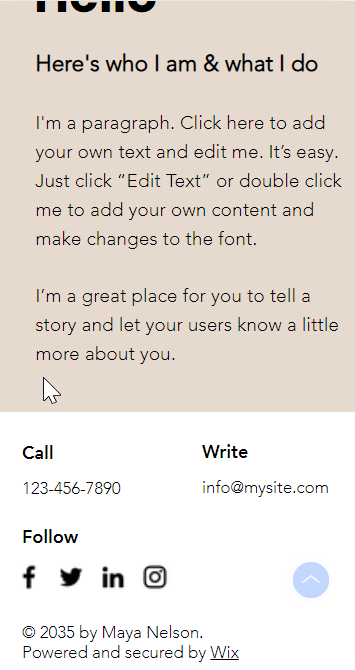 Hello
Here's who I am & what I do
I'm a paragraph. Click here to add
your own text and edit me. It’s easy.
Just click “Edit Text” or double click
me to add your own content and
make changes to the font.
I’m a great place for you to tell a
story and let your users know a little
more about you.
Call
123-456-7890
Write
info@mysite.com
Follow
© 2035 by Maya Nelson.
Powered and secured by Wix